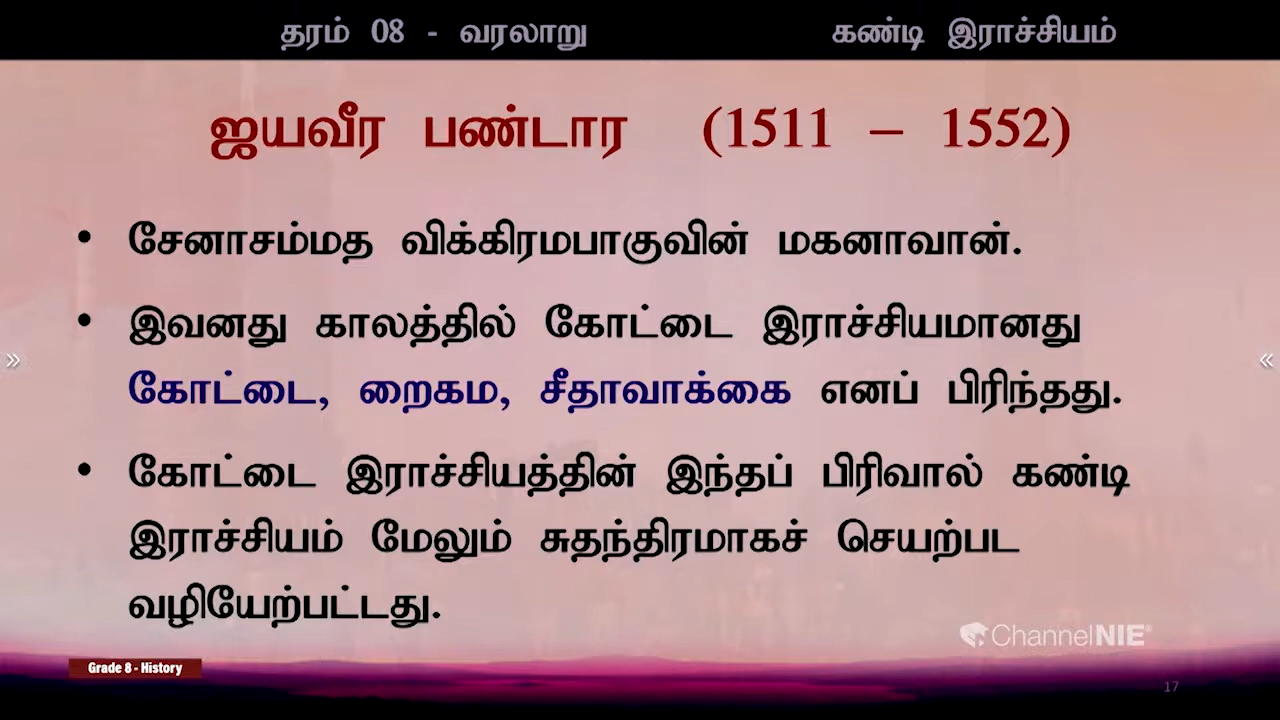 தரம் 08 - வரலாறு கண்டி இராச்சியம்
ஜயவீர பண்டார (1511 – 1552)
• சேனாசம்மத விக்கிரமபாகுவின் மகனாவான்.
• இவனது காலத்தில் கோட்டை இராச்சியமானது
கோட்டை, றைகம, சீதாவாக்கை எனப் பிரிந்தது.
• கோட்டை இராச்சியத்தின் இந்தப் பிரிவால் கண்டி
இராச்சியம் மேலும் சுதந்திரமாகச் செயற்பட
வழியேற்பட்டது.
ChannelNIE
Grade 8 - History
17